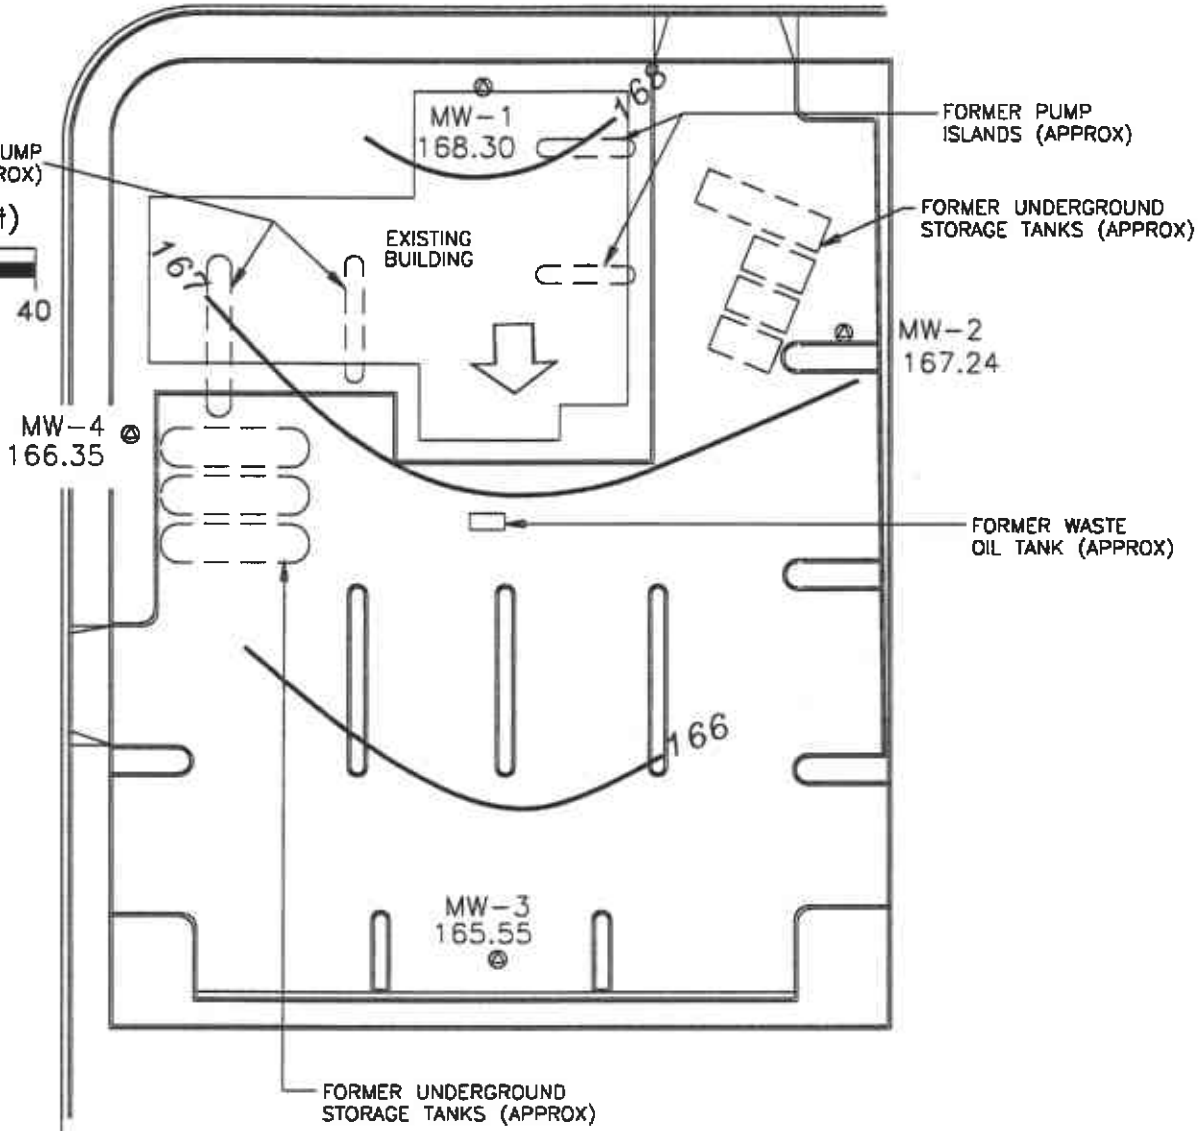 MW-1
168.30
FORMER PUMP
ISLANDS (APPROX)
UMP
ROX)
FORMER UNDERGROUND
STORAGE TANKS (APPROX)
EXISTING
BUILDING
167
40
MW-2
167.24
MW-4
166.35
FORMER WASTE
OIL TANK (APPROX)
166
MW-3
165.55
FORMER UNDERGROUND
STORAGE TANKS (APPROX)